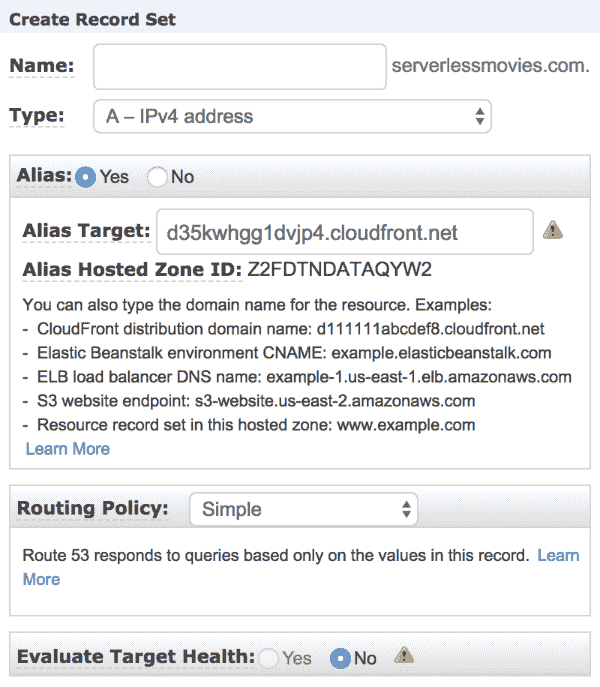 Create Record Set
Name: serverlessmovies.com.
Type: A – IPv4 address
Alias: Yes No
Alias Target: d35kwhgg1dvjp4.cloudfront.net
Alias Hosted Zone ID: Z2FDTNDATAQYW2
You can also type the domain name for the resource. Examples:
- CloudFront distribution domain name: d111111abcdef8.cloudfront.net
- Elastic Beanstalk environment CNAME: example.elasticbeanstalk.com
- ELB load balancer DNS name: example-1.us-east-1.elb.amazonaws.com
- S3 website endpoint: s3-website.us-east-2.amazonaws.com
- Resource record set in this hosted zone: www.example.com
Learn More
Routing Policy: Simple
Route 53 responds to queries based only on the values in this record. Learn
More
Evaluate Target Health: Yes No